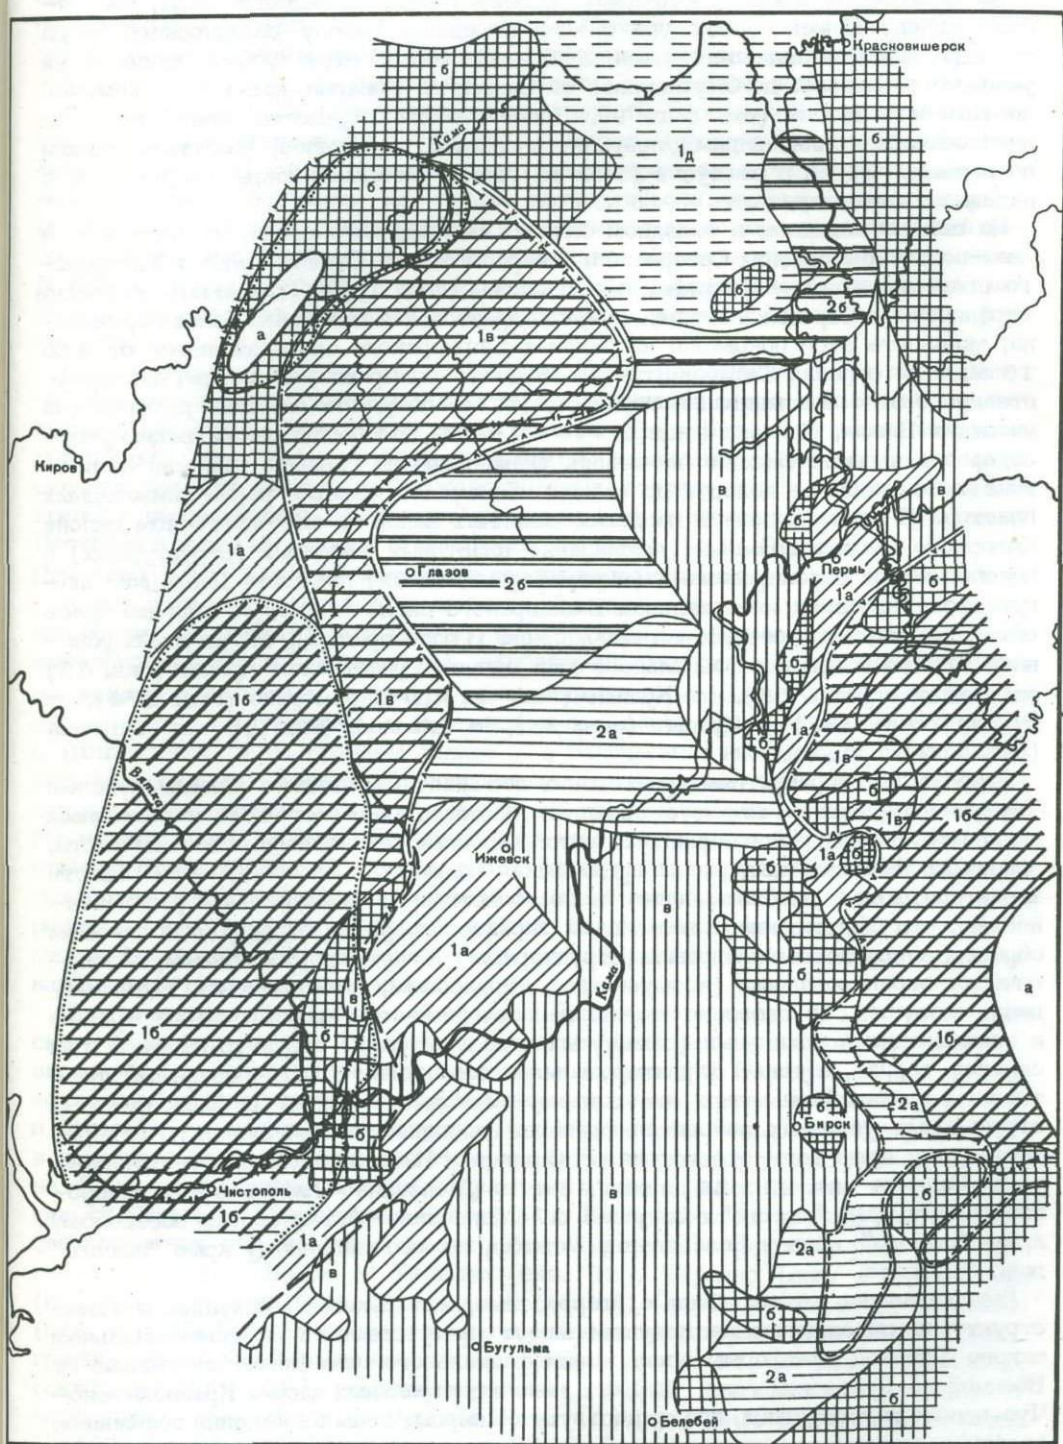 Красновишерск
б
Кама
1д
б
б
б
2б
а
1в
Киров
в
в
б
1а
Глазов
2б
Пермь
1а
б
б
1б
1в
2а
б
1а
Вятка
1в
б
1в
1б
Ижевск
1а
б
в
б
1а
Кама
в
а
1б
б
1б
2а
б
Бирск
б
Чистополь
1б
в
б
1а
в
2а
б
Бугульма
2а
б
Белебей